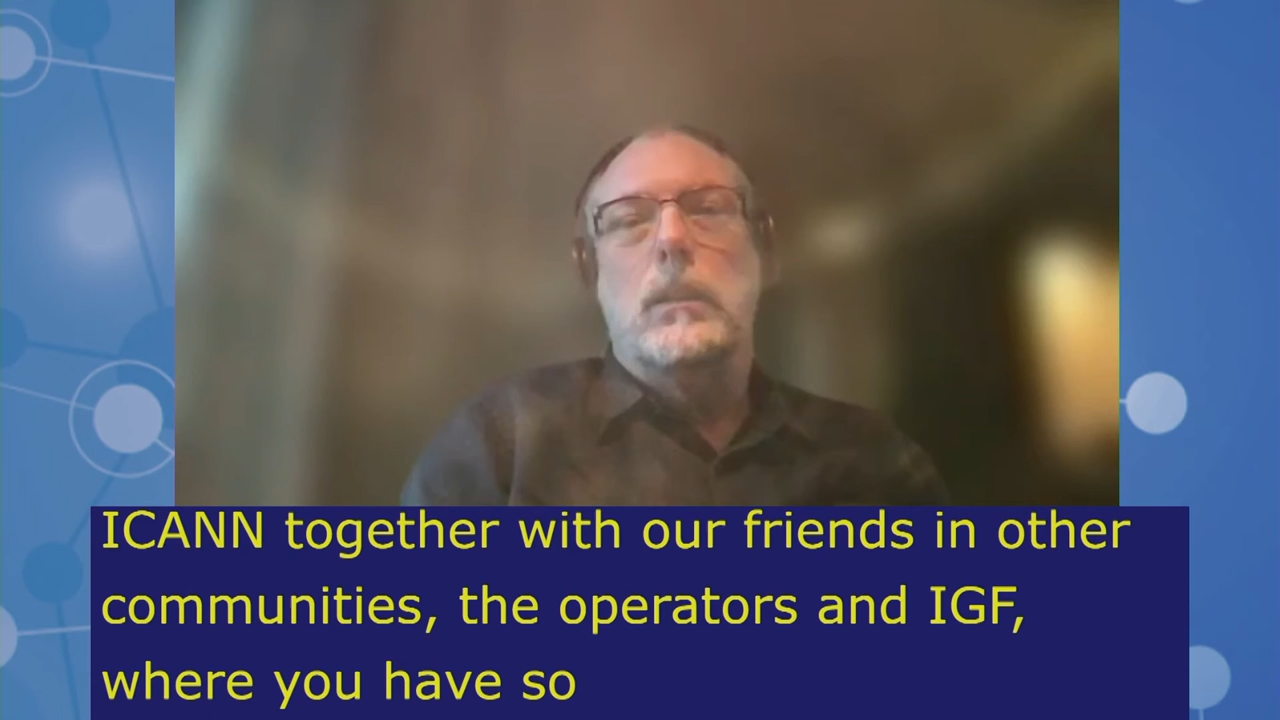 ICANN together with our friends in other
communities, the operators and IGF,
where you have so